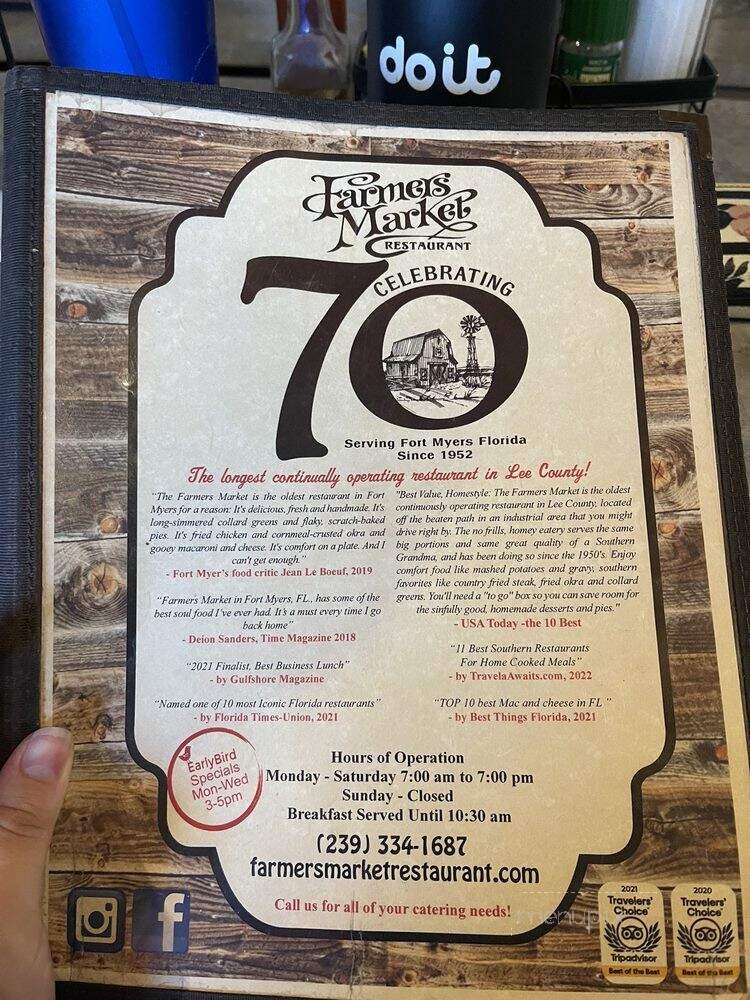 do it
Farmers
Market
RESTAURANT
CELEBRATING
70
Serving Fort Myers Florida
Since 1952
The longest continually operating restaurant in Lee County!
"The Farmers Market is the oldest restaurant in Fort
Myers for a reason: It's delicious, fresh and handmade. It's
long-simmered collard greens and flaky, scratch-baked
pies. It's fried chicken and cornmeal-crusted okra and
gooey macaroni and cheese. It's comfort on a plate. And I
can't get enough."
- Fort Myer's food critic Jean Le Boeuf, 2019
"Farmers Market in Fort Myers, FL., has some of the
best soul food I've ever had. It's a must every time I go
back home"
- Deion Sanders, Time Magazine 2018
"2021 Finalist, Best Business Lunch"
- by Gulfshore Magazine
"Named one of 10 most Iconic Florida restaurants"
- by Florida Times-Union, 2021
"Best Value, Homestyle: The Farmers Market is the oldest
continuously operating restaurant in Lee County, located
off the beaten path in an industrial area that you might
drive right by. The no frills, homey eatery serves the same
big portions and same great quality of a Southern
Grandma, and has been doing so since the 1950's. Enjoy
comfort food like mashed potatoes and gravy, southern
favorites like country fried steak, fried okra and collard
greens. You'll need a "to go" box so you can save room for
the sinfully good, homemade desserts and pies."
- USA Today -the 10 Best
"11 Best Southern Restaurants
For Home Cooked Meals"
- by TravelaAwaits.com, 2022
"TOP 10 best Mac and cheese in FL "
- by Best Things Florida, 2021
EarlyBird
Specials
Mon-Wed
3-5pm
Hours of Operation
Monday - Saturday 7:00 am to 7:00 pm
Sunday - Closed
Breakfast Served Until 10:30 am
(239) 334-1687
farmersmarketrestaurant.com
Call us for all of your catering needs!
f
2021
Travelers'
Choice
Tripadvisor
Best of the Best
2020
Travelers'
Choice
Tripadvisor
Best of the Best